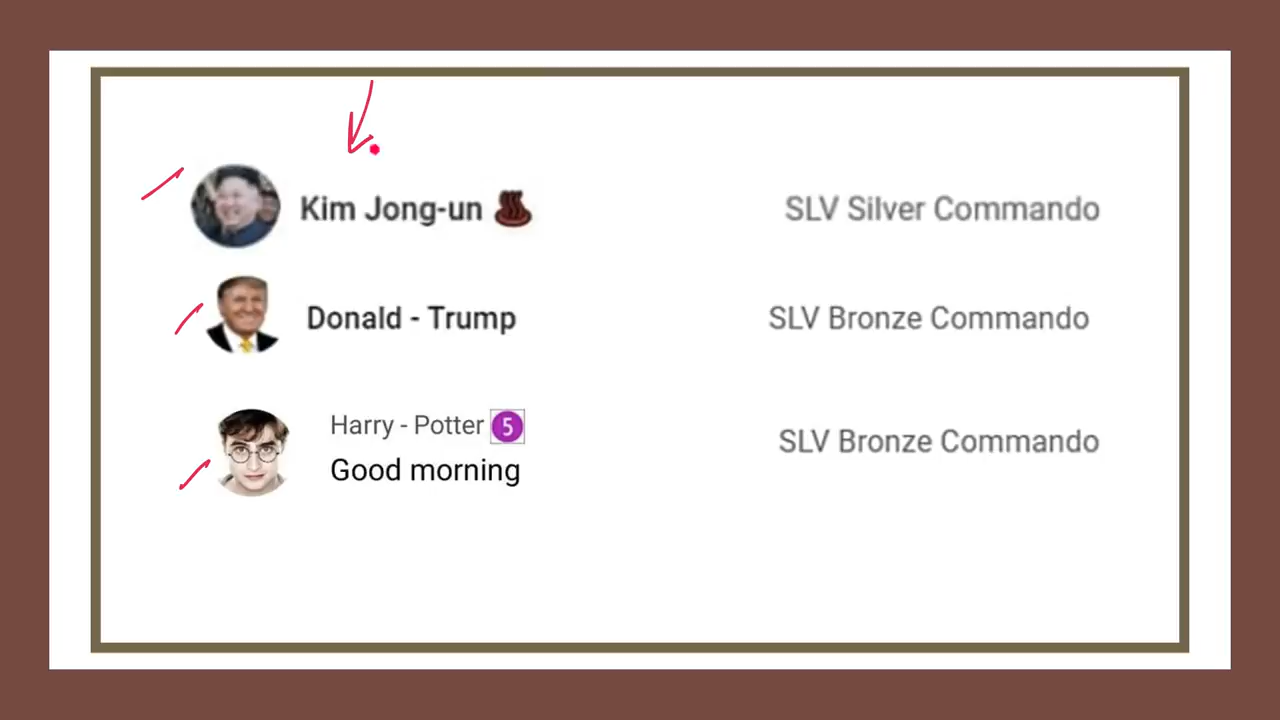 Kim Jong-un ♨ SLV Silver Commando
Donald - Trump SLV Bronze Commando
Harry - Potter 5
Good morning SLV Bronze Commando